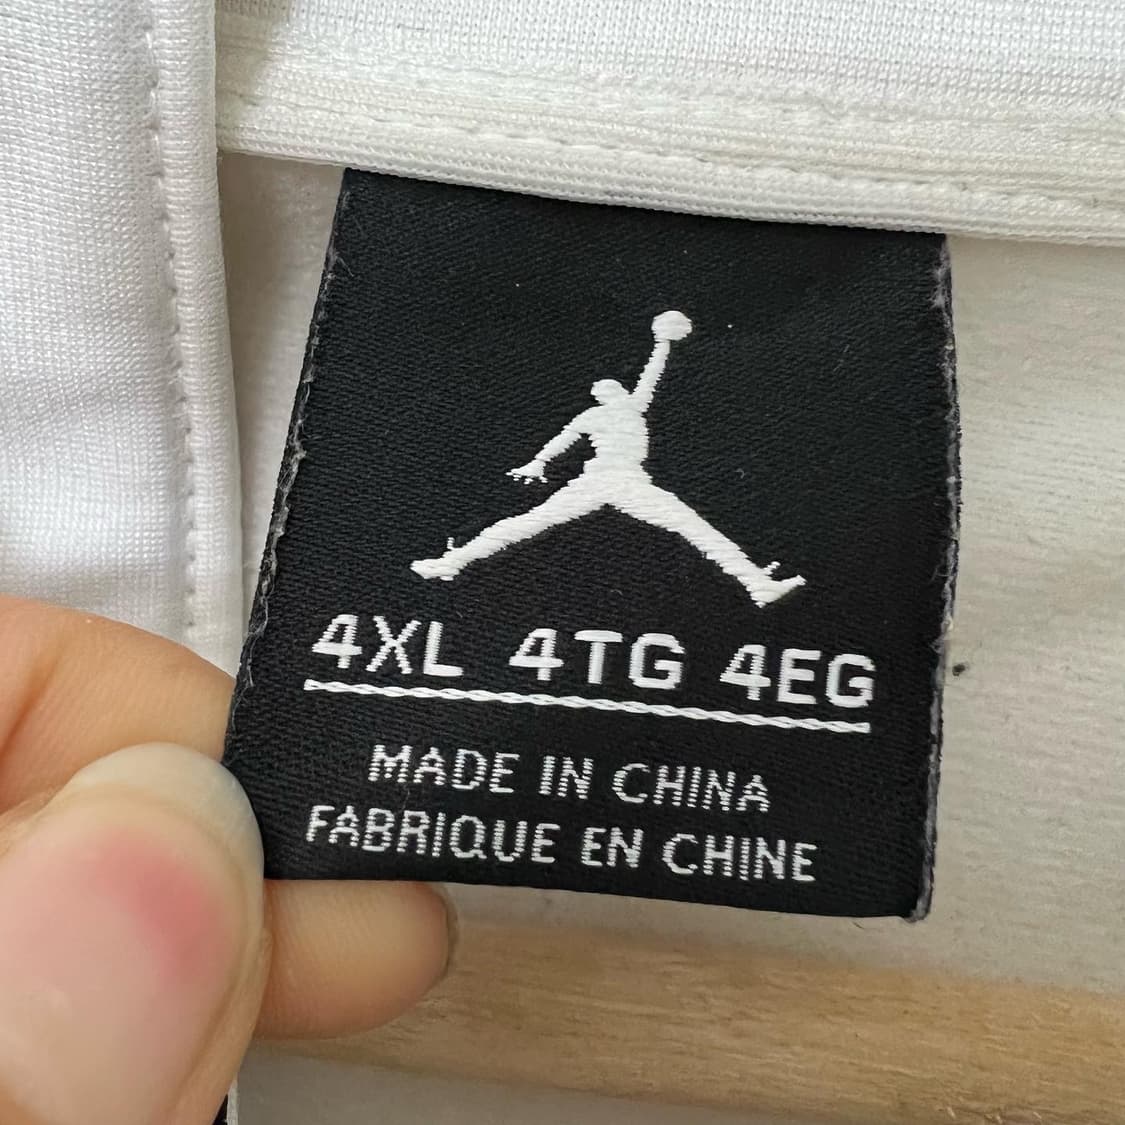 4XL 4TG 4EG
MADE IN CHINA
FABRIQUE EN CHINE